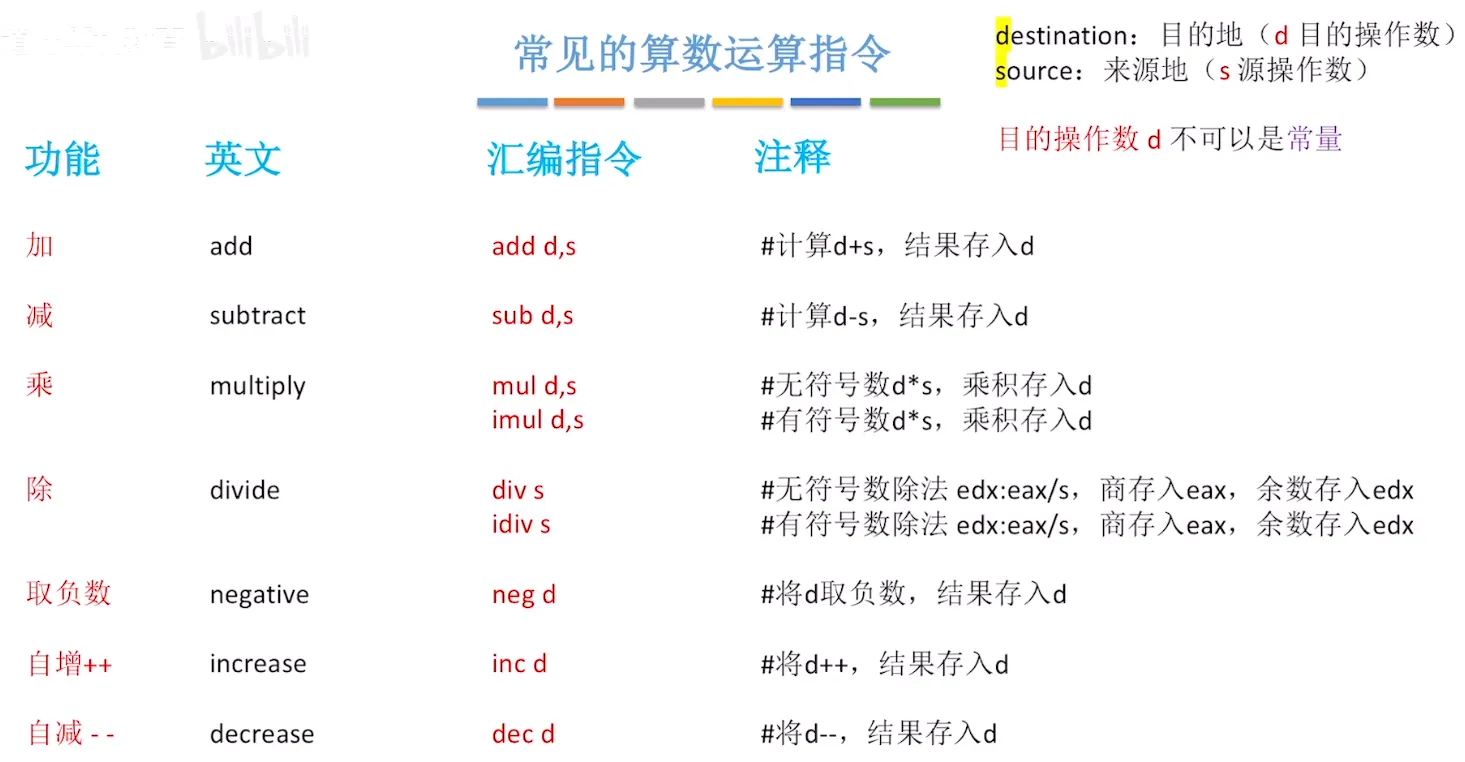 bilibili
常见的算数运算指令
destination：目的地（d 目的操作数）
source：来源地（s 源操作数）
目的操作数 d 不可以是常量
功能 英文 汇编指令 注释
加 add add d,s #计算d+s，结果存入d
减 subtract sub d,s #计算d-s，结果存入d
乘 multiply mul d,s #无符号数d*s，乘积存入d
imul d,s #有符号数d*s，乘积存入d
除 divide div s #无符号数除法 edx:eax/s，商存入eax，余数存入edx
idiv s #有符号数除法 edx:eax/s，商存入eax，余数存入edx
取负数 negative neg d #将d取负数，结果存入d
自增++ increase inc d #将d++，结果存入d
自减 - - decrease dec d #将d--，结果存入d